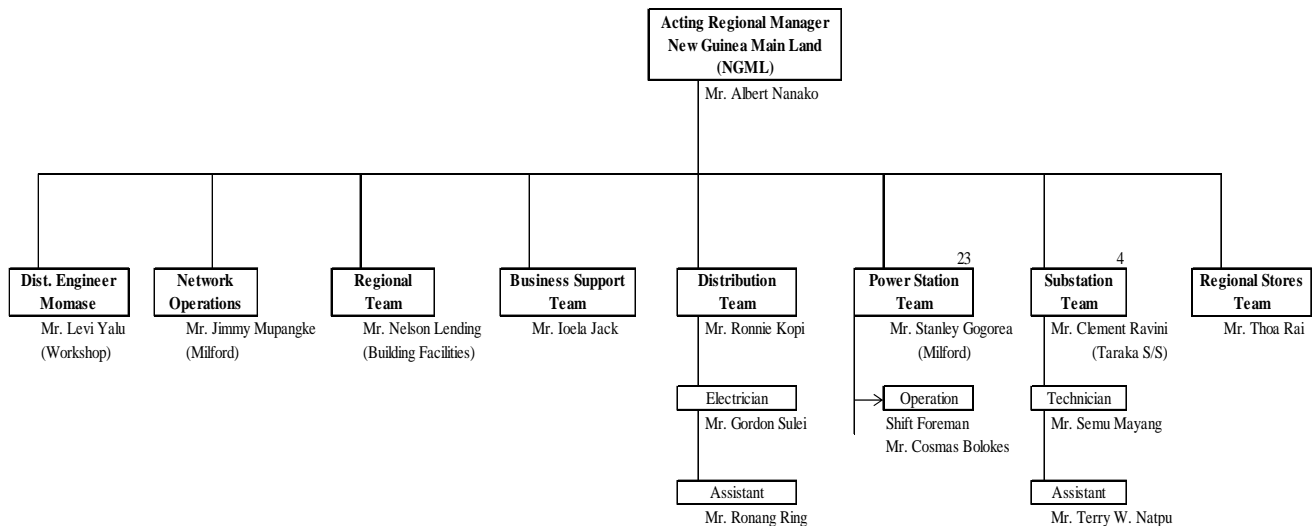 Acting Regional Manager
New Guinea Main Land
(NGML)
Mr. Albert Nanako
Dist. Engineer
Momase
Mr. Levi Yalu
(Workshop)
Network
Operations
Mr. Jimmy Mupangke
(Milford)
Regional
Team
Mr. Nelson Lending
(Building Facilities)
Business Support
Team
Mr. Ioela Jack
Distribution
Team
Mr. Ronnie Kopi
Electrician
Mr. Gordon Sulei
Assistant
Mr. Ronang Ring
23
Power Station
Team
Mr. Stanley Gogorea
(Milford)
Operation
Shift Foreman
Mr. Cosmas Bolokes
4
Substation
Team
Mr. Clement Ravini
(Taraka S/S)
Technician
Mr. Semu Mayang
Assistant
Mr. Terry W. Natpu
Regional Stores
Team
Mr. Thoa Rai